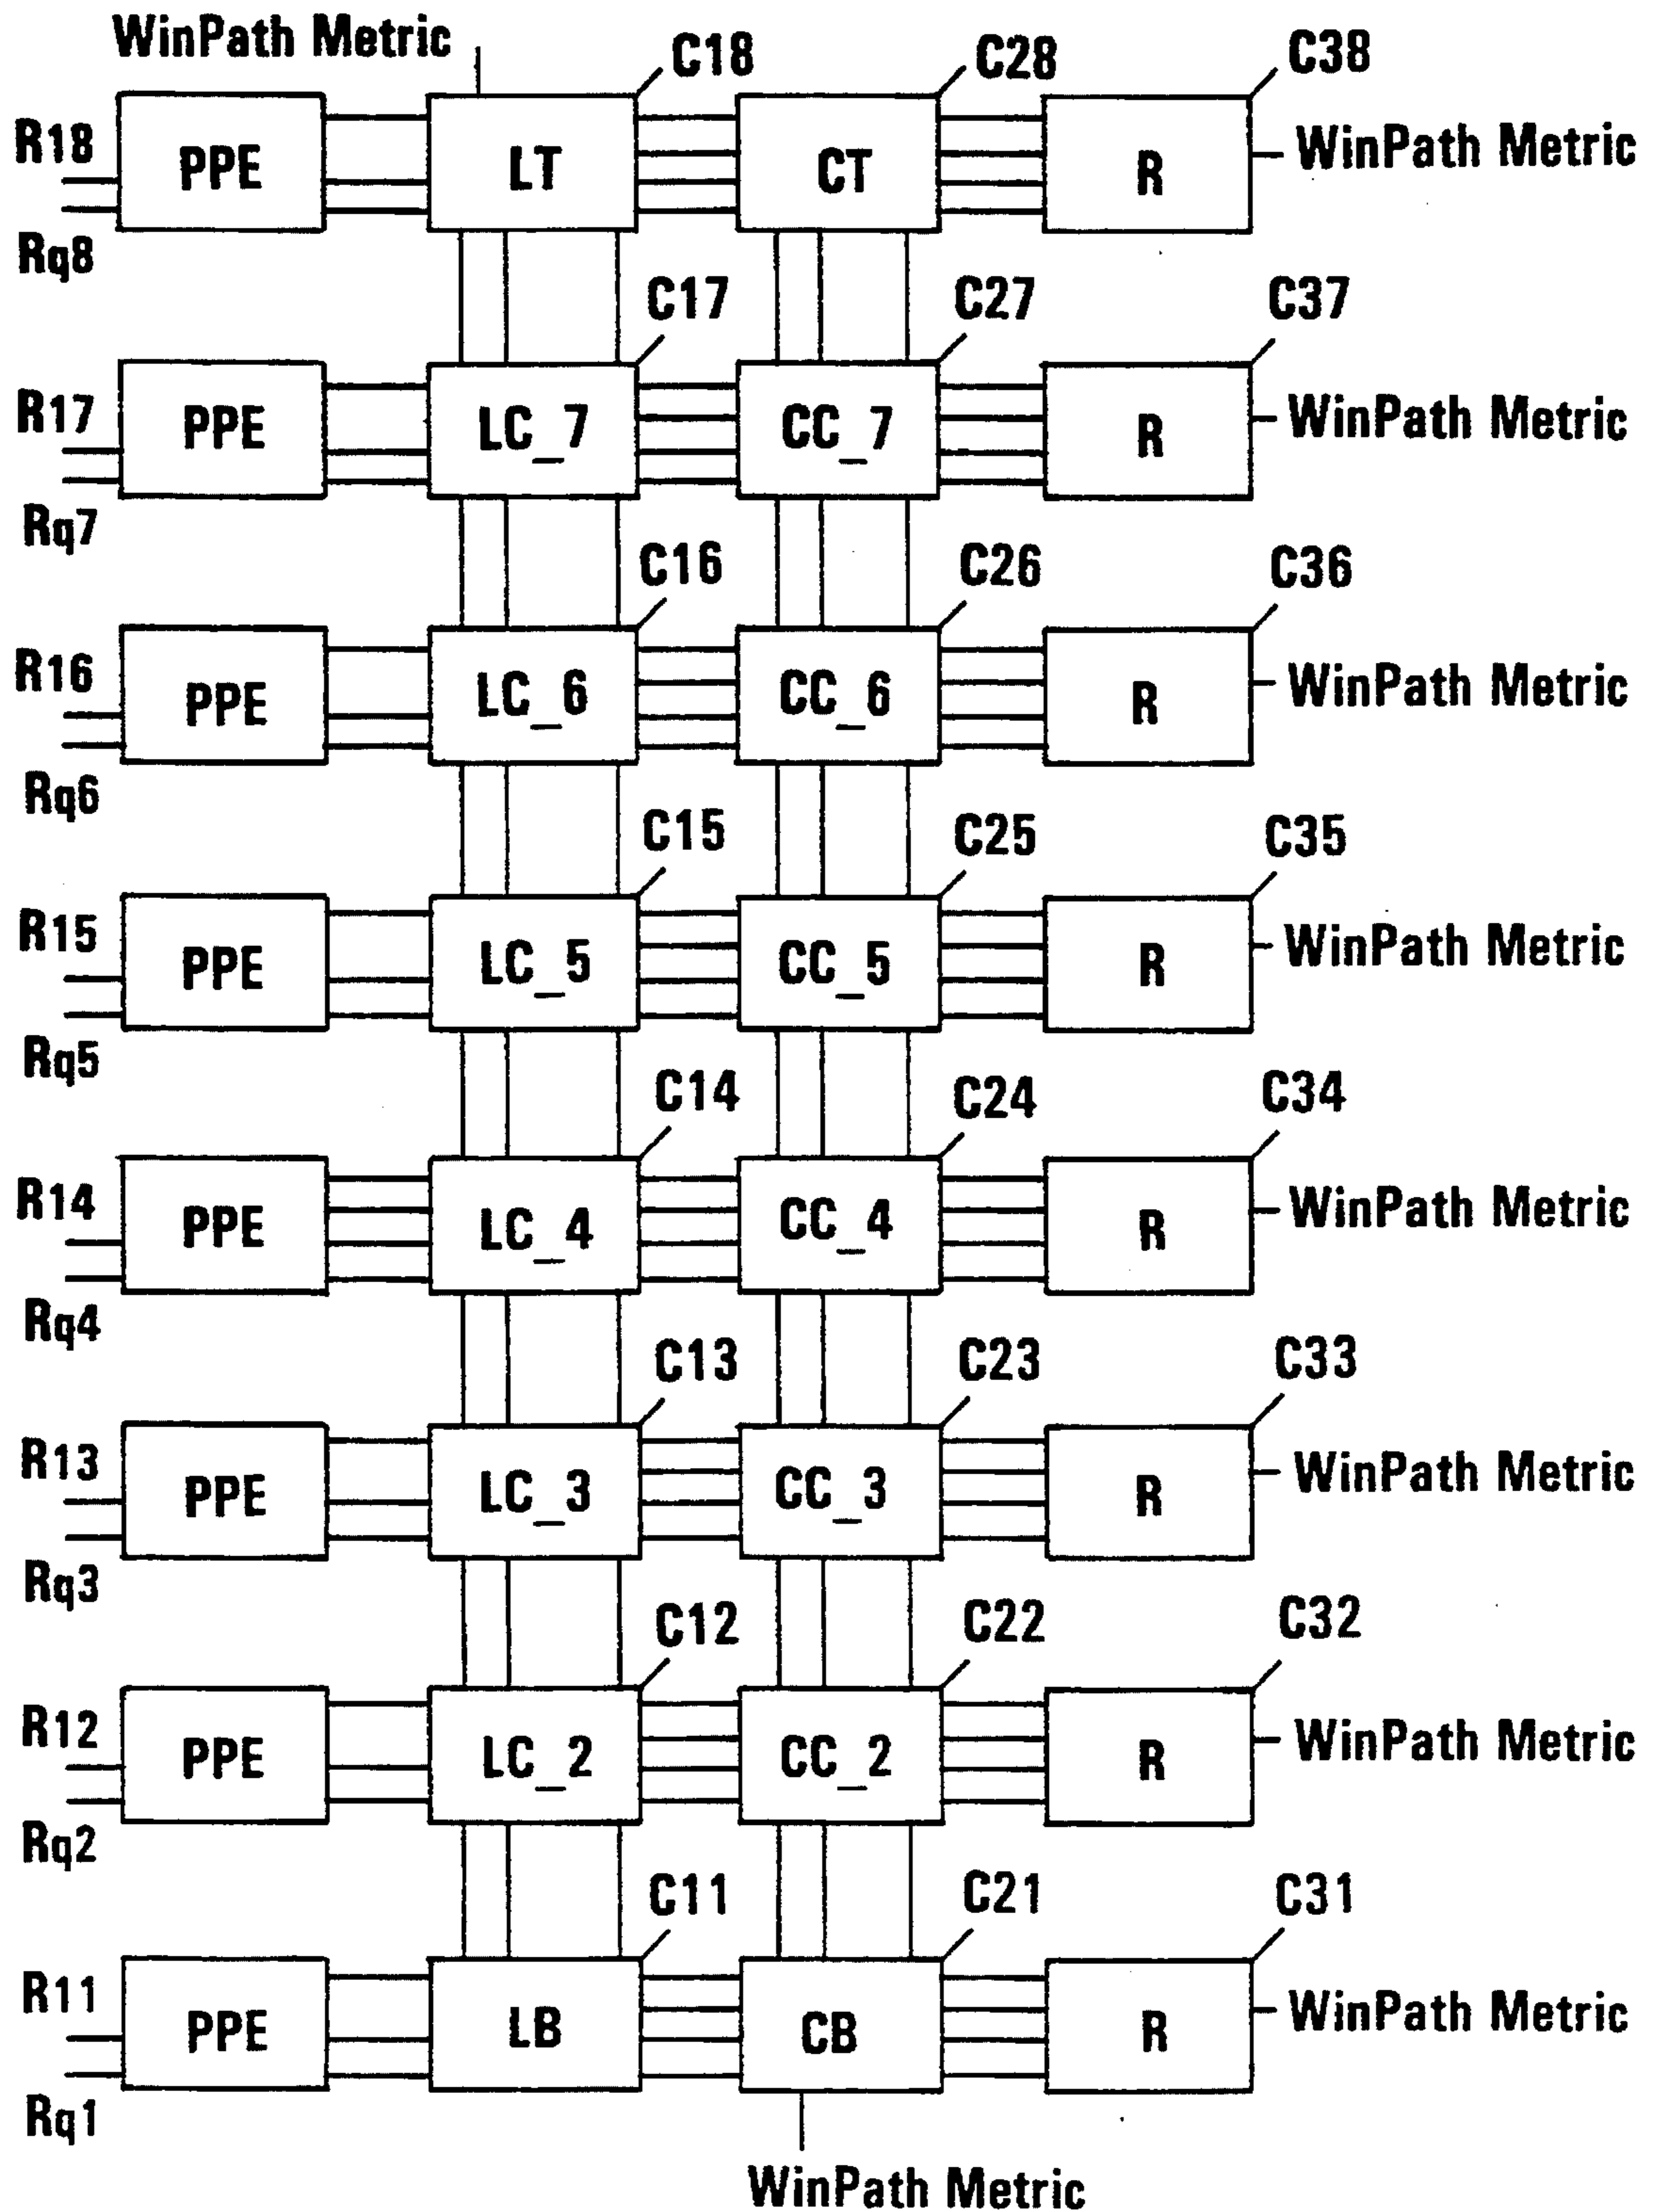 WinPath Metric
C18 C28 C38
R18 PPE LT CT R WinPath Metric
Rq8
C17 C27 C37
R17 PPE LC_7 CC_7 R WinPath Metric
Rq7
C16 C26 C36
R16 PPE LC_6 CC_6 R WinPath Metric
Rq6
C15 C25 C35
R15 PPE LC_5 CC_5 R WinPath Metric
Rq5
C14 C24 C34
R14 PPE LC_4 CC_4 R WinPath Metric
Rq4
C13 C23 C33
R13 PPE LC_3 CC_3 R WinPath Metric
Rq3
C12 C22 C32
R12 PPE LC_2 CC_2 R WinPath Metric
Rq2
C11 C21 C31
R11 PPE LB CB R WinPath Metric
Rq1
WinPath Metric